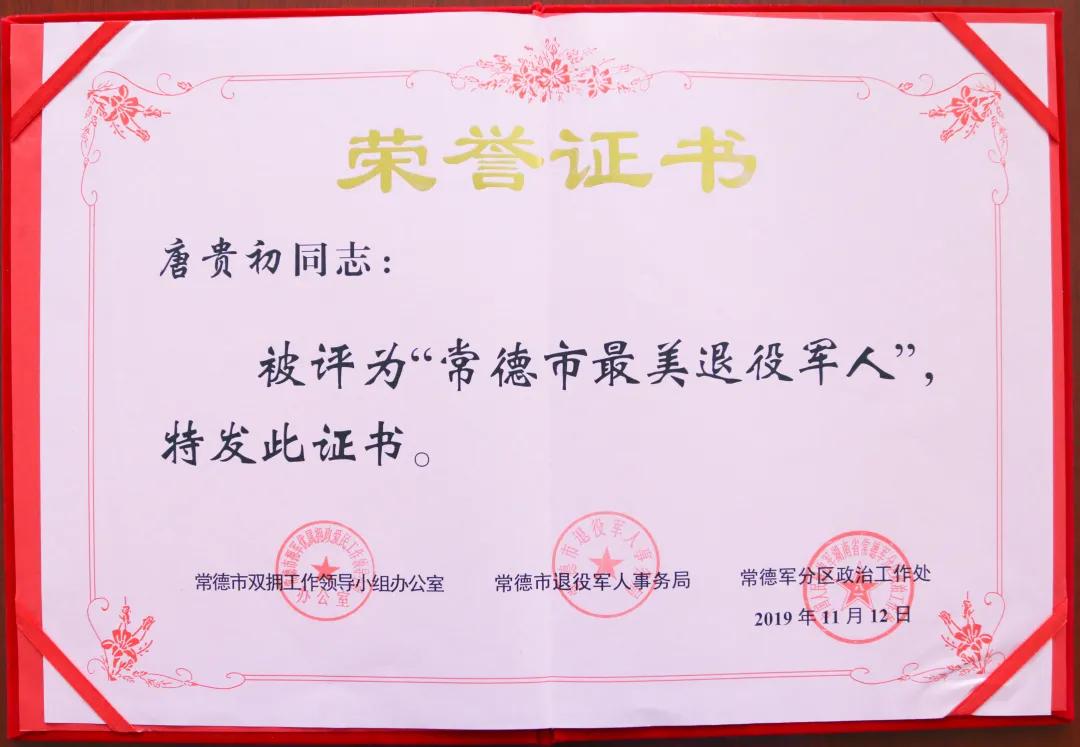 荣誉证书
唐贵初同志：
被评为“常德市最美退役军人”，
特发此证书。
常德市双拥工作领导小组办公室
常德市退役军人事务局
常德军分区政治工作处
2019年11月12日
办公室